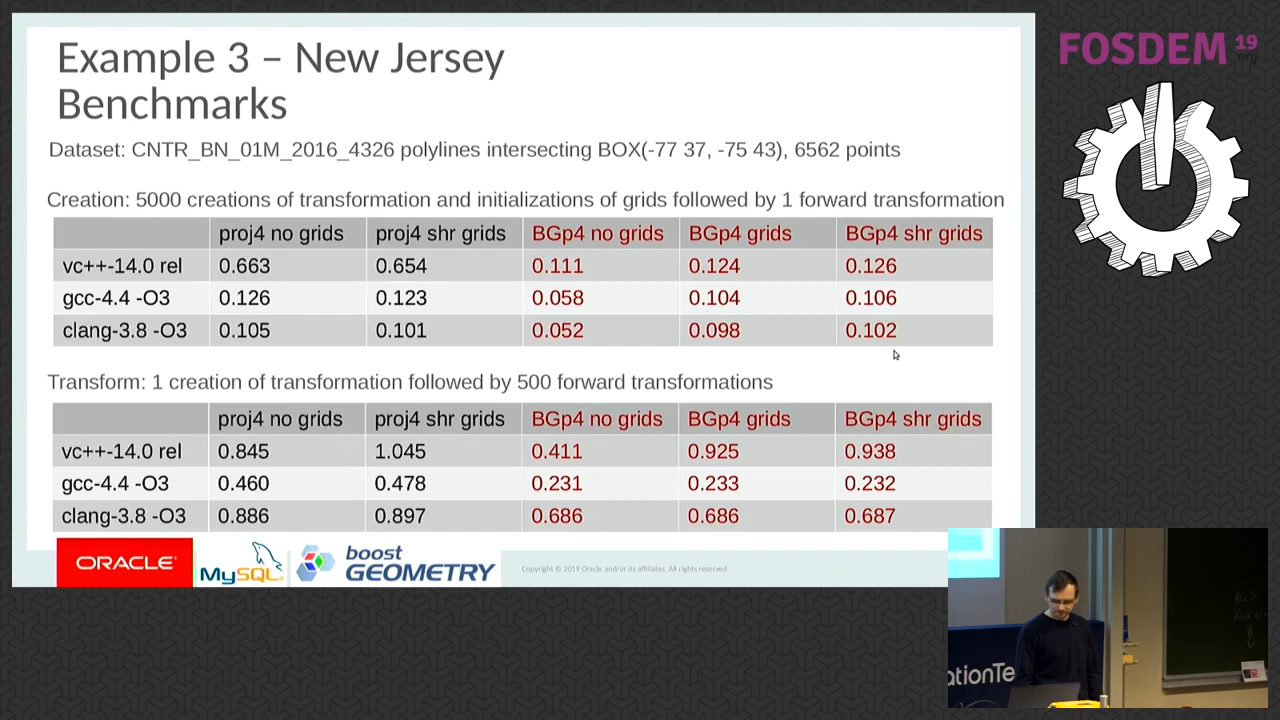 Example 3 – New Jersey
Benchmarks
Dataset: CNTR_BN_01M_2016_4326 polylines intersecting BOX(-77 37, -75 43), 6562 points
Creation: 5000 creations of transformation and initializations of grids followed by 1 forward transformation
proj4 no grids proj4 shr grids BGp4 no grids BGp4 grids BGp4 shr grids
vc++-14.0 rel 0.663 0.654 0.111 0.124 0.126
gcc-4.4 -O3 0.126 0.123 0.058 0.104 0.106
clang-3.8 -O3 0.105 0.101 0.052 0.098 0.102
Transform: 1 creation of transformation followed by 500 forward transformations
proj4 no grids proj4 shr grids BGp4 no grids BGp4 grids BGp4 shr grids
vc++-14.0 rel 0.845 1.045 0.411 0.925 0.938
gcc-4.4 -O3 0.460 0.478 0.231 0.233 0.232
clang-3.8 -O3 0.886 0.897 0.686 0.686 0.687
ORACLE®
MySQL®
boost
GEOMETRY
Copyright © 2019 Oracle and/or its affiliates. All rights reserved.
FOSDEM 19
.org
ationTe